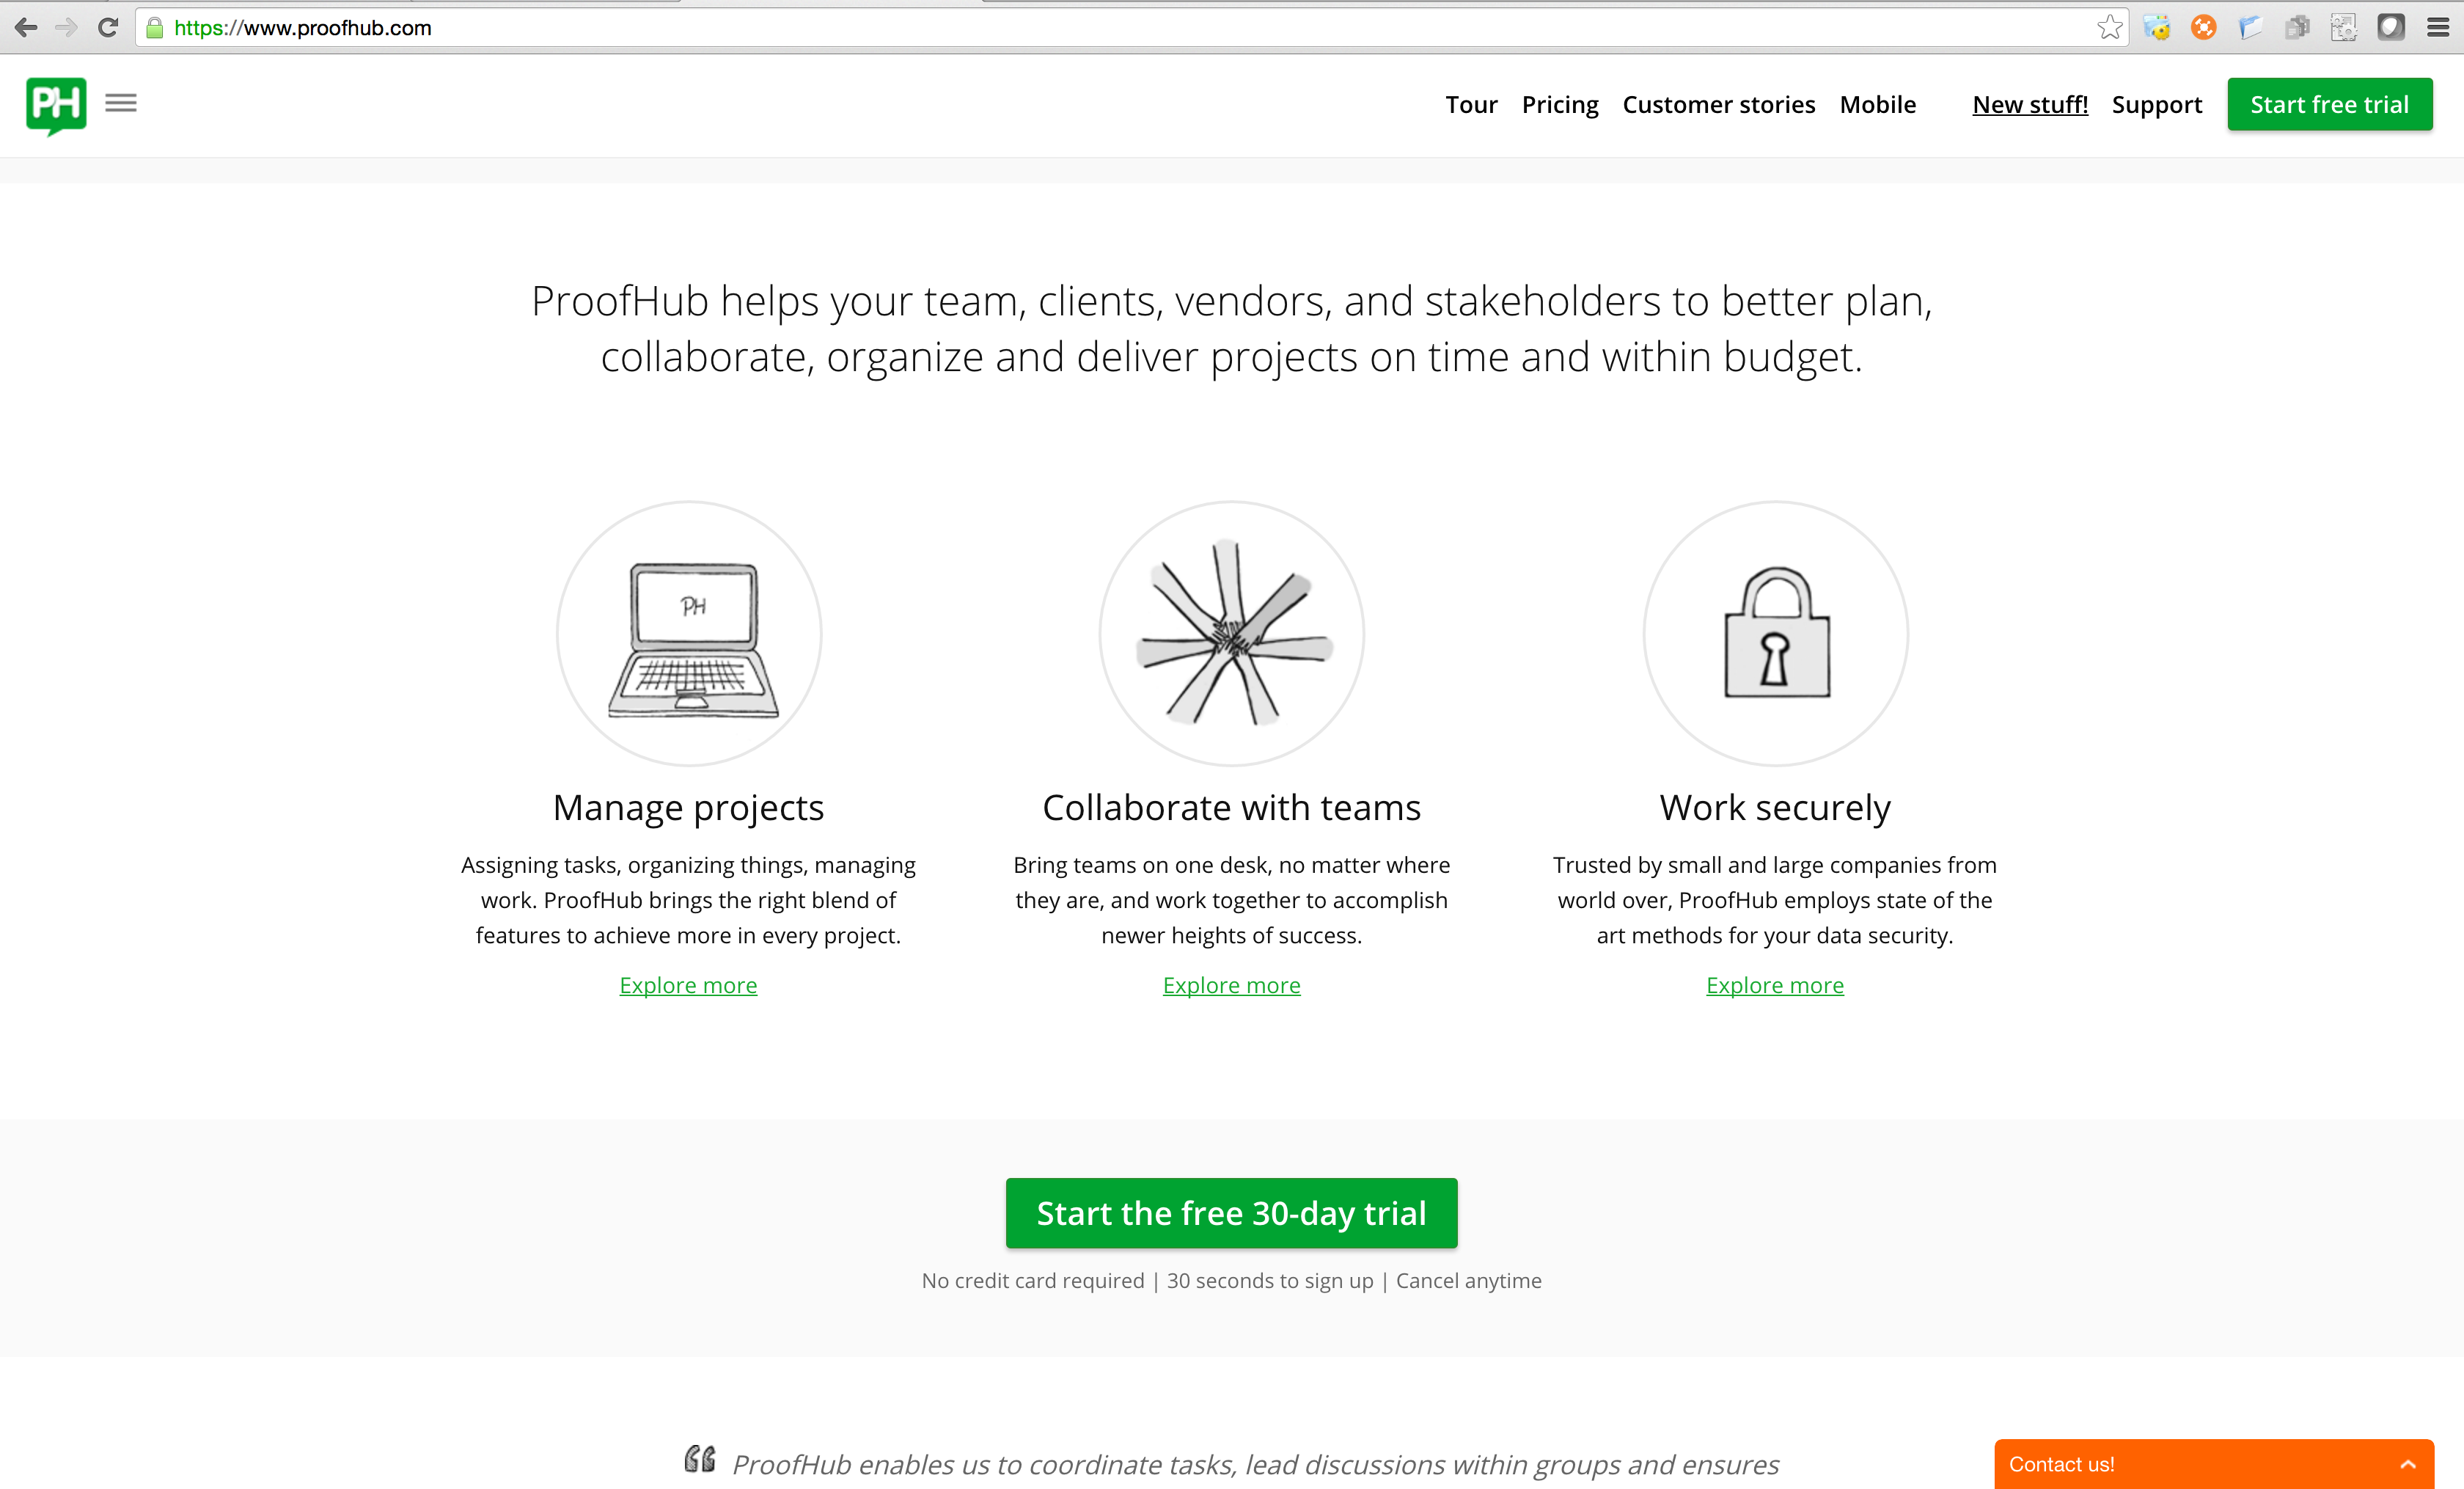 https://www.proofhub.com
PH
Tour Pricing Customer stories Mobile New stuff! Support Start free trial
ProofHub helps your team, clients, vendors, and stakeholders to better plan,
collaborate, organize and deliver projects on time and within budget.
PH
Manage projects
Assigning tasks, organizing things, managing
work. ProofHub brings the right blend of
features to achieve more in every project.
Explore more
Collaborate with teams
Bring teams on one desk, no matter where
they are, and work together to accomplish
newer heights of success.
Explore more
Work securely
Trusted by small and large companies from
world over, ProofHub employs state of the
art methods for your data security.
Explore more
Start the free 30-day trial
No credit card required | 30 seconds to sign up | Cancel anytime
ProofHub enables us to coordinate tasks, lead discussions within groups and ensures
Contact us!